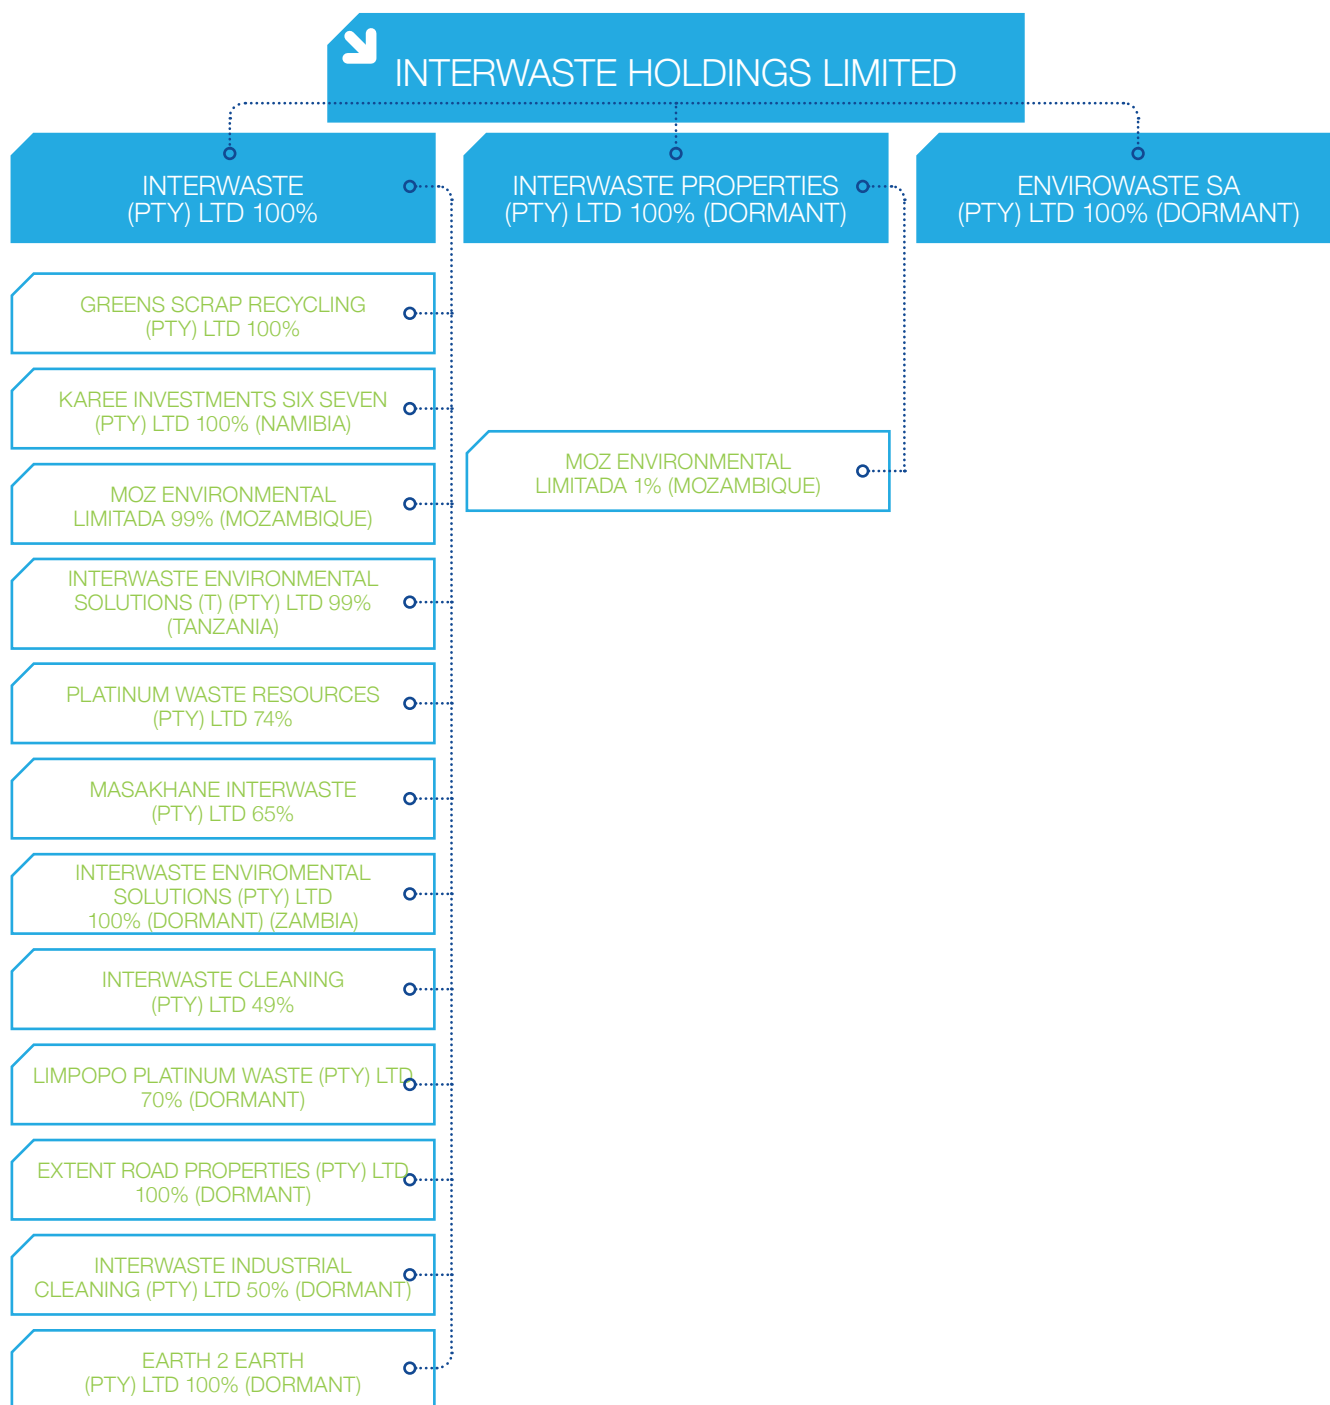 INTERWASTE HOLDINGS LIMITED
INTERWASTE
(PTY) LTD 100%
INTERWASTE PROPERTIES
(PTY) LTD 100% (DORMANT)
ENVIROWASTE SA
(PTY) LTD 100% (DORMANT)
GREENS SCRAP RECYCLING
(PTY) LTD 100%
KAREE INVESTMENTS SIX SEVEN
(PTY) LTD 100% (NAMIBIA)
MOZ ENVIRONMENTAL
LIMITADA 99% (MOZAMBIQUE)
INTERWASTE ENVIRONMENTAL
SOLUTIONS (T) (PTY) LTD 99%
(TANZANIA)
PLATINUM WASTE RESOURCES
(PTY) LTD 74%
MASAKHANE INTERWASTE
(PTY) LTD 65%
INTERWASTE ENVIROMENTAL
SOLUTIONS (PTY) LTD
100% (DORMANT) (ZAMBIA)
INTERWASTE CLEANING
(PTY) LTD 49%
LIMPOPO PLATINUM WASTE (PTY) LTD
70% (DORMANT)
EXTENT ROAD PROPERTIES (PTY) LTD
100% (DORMANT)
INTERWASTE INDUSTRIAL
CLEANING (PTY) LTD 50% (DORMANT)
EARTH 2 EARTH
(PTY) LTD 100% (DORMANT)
MOZ ENVIRONMENTAL
LIMITADA 1% (MOZAMBIQUE)